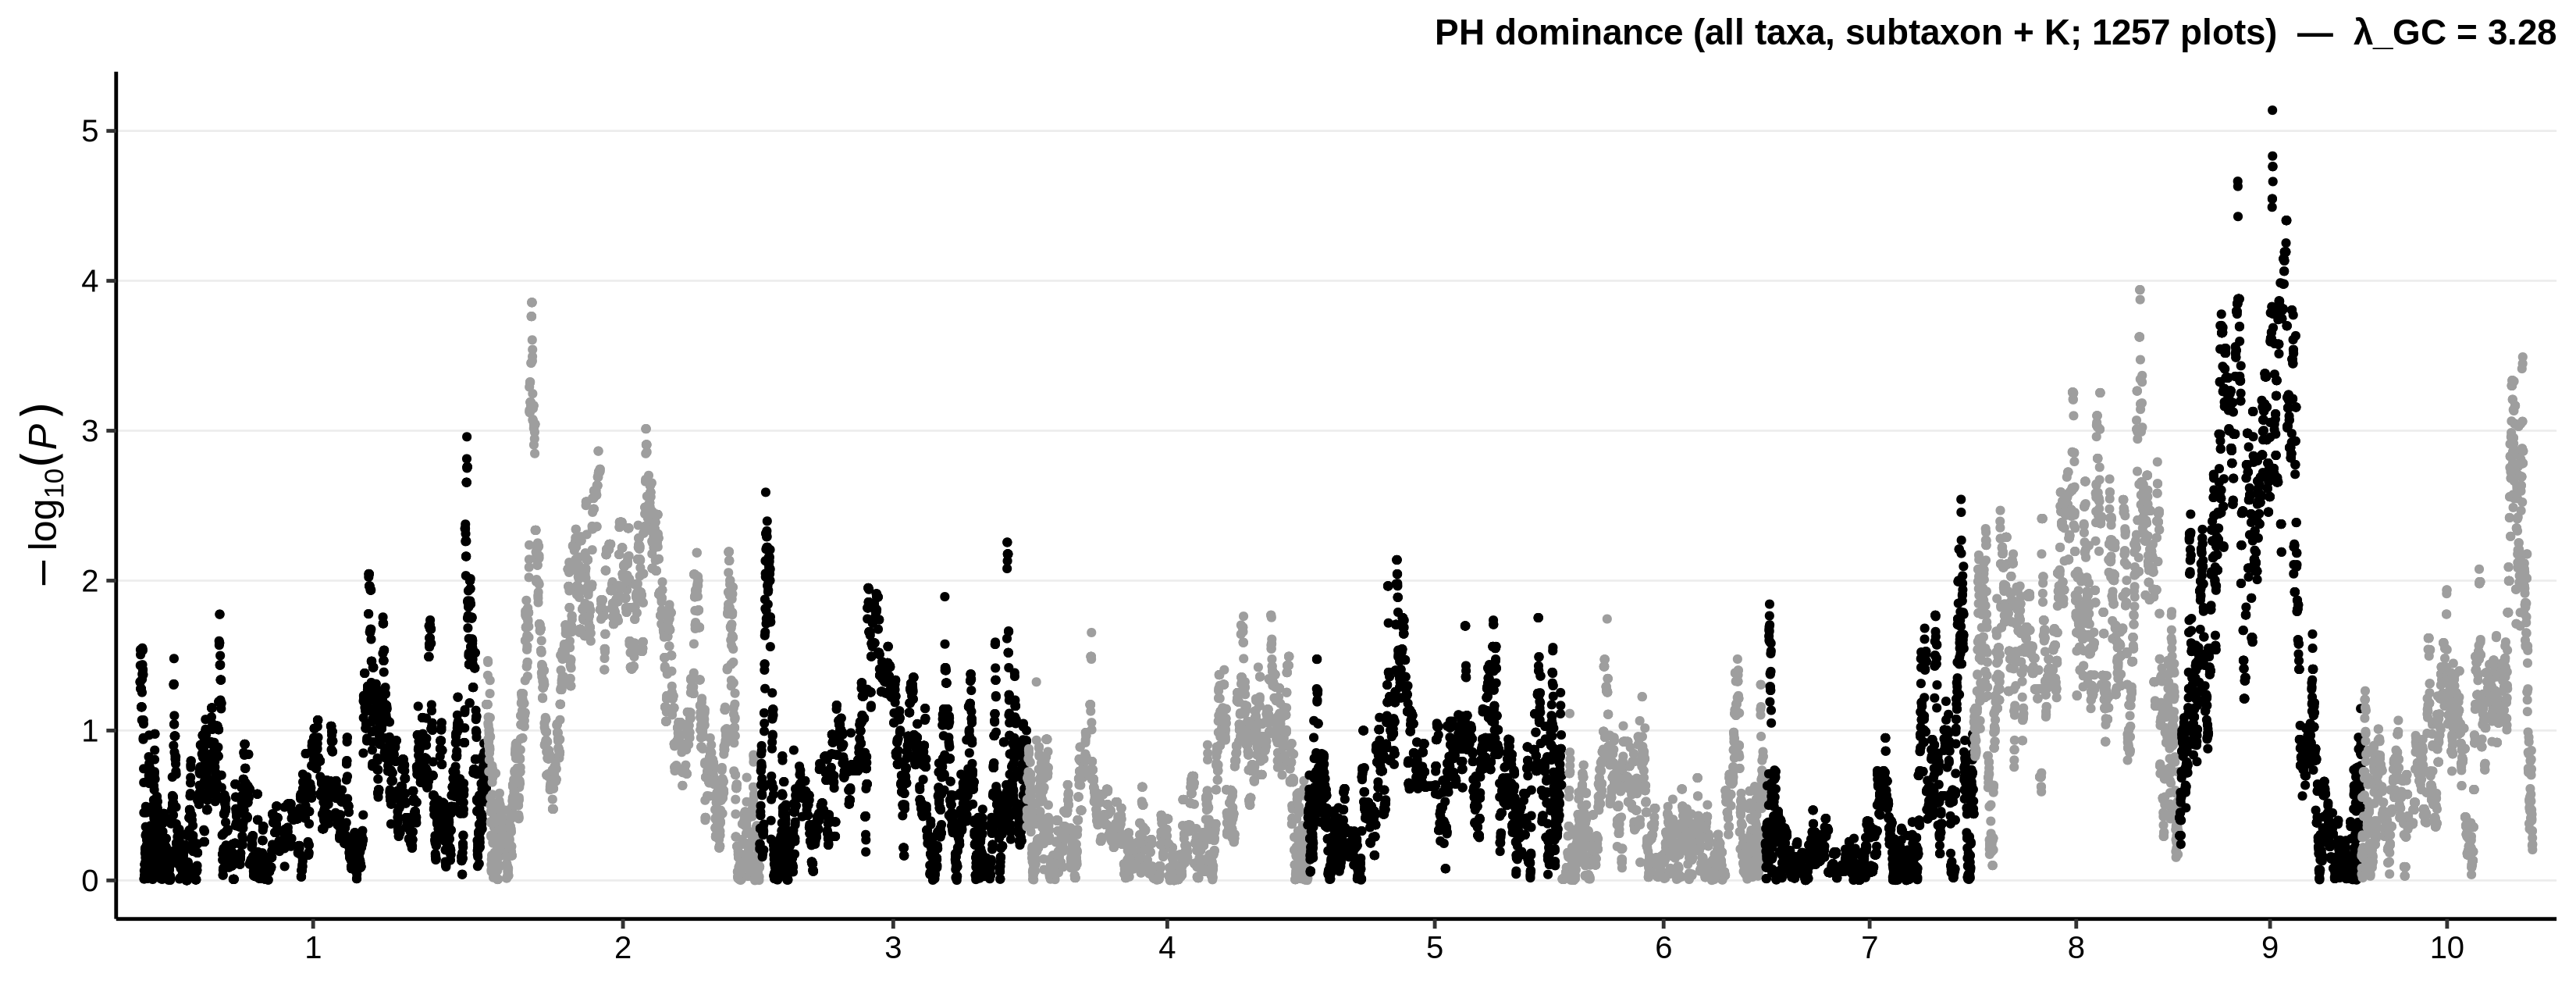 PH dominance (all taxa, subtaxon + K; 1257 plots) — λ_GC = 3.28
− log10(P)
5
4
3
2
1
0
1 2 3 4 5 6 7 8 9 10